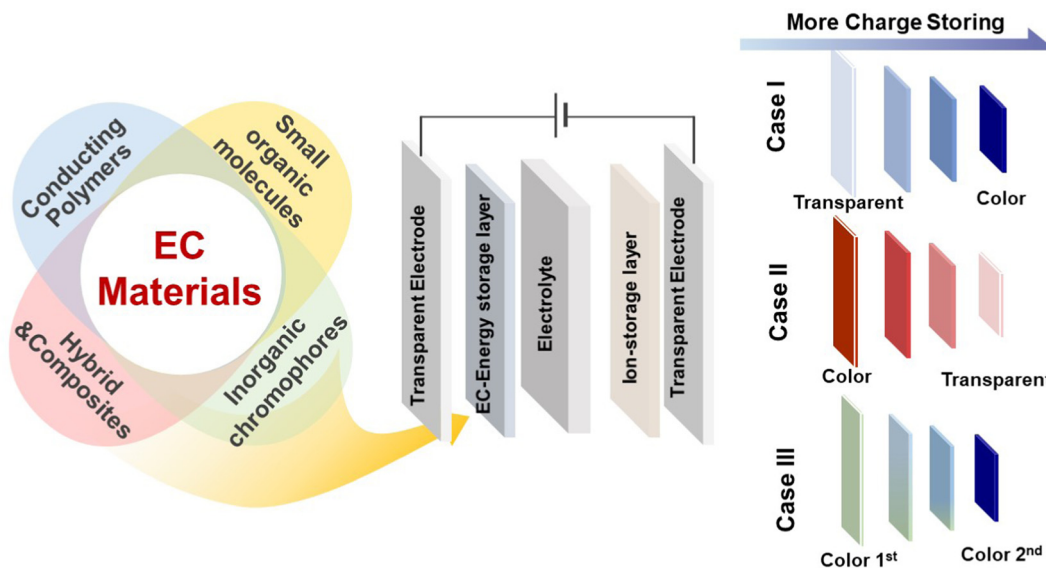 Conducting
Polymers
Small
organic
molecules
EC
Materials
Hybrid
&Composites
Inorganic
chromophores
Transparent Electrode
EC-Energy storage layer
Electrolyte
Ion-storage layer
Transparent Electrode
More Charge Storing
Case I
Transparent
Color
Case II
Color
Transparent
Case III
Color 1st
Color 2nd